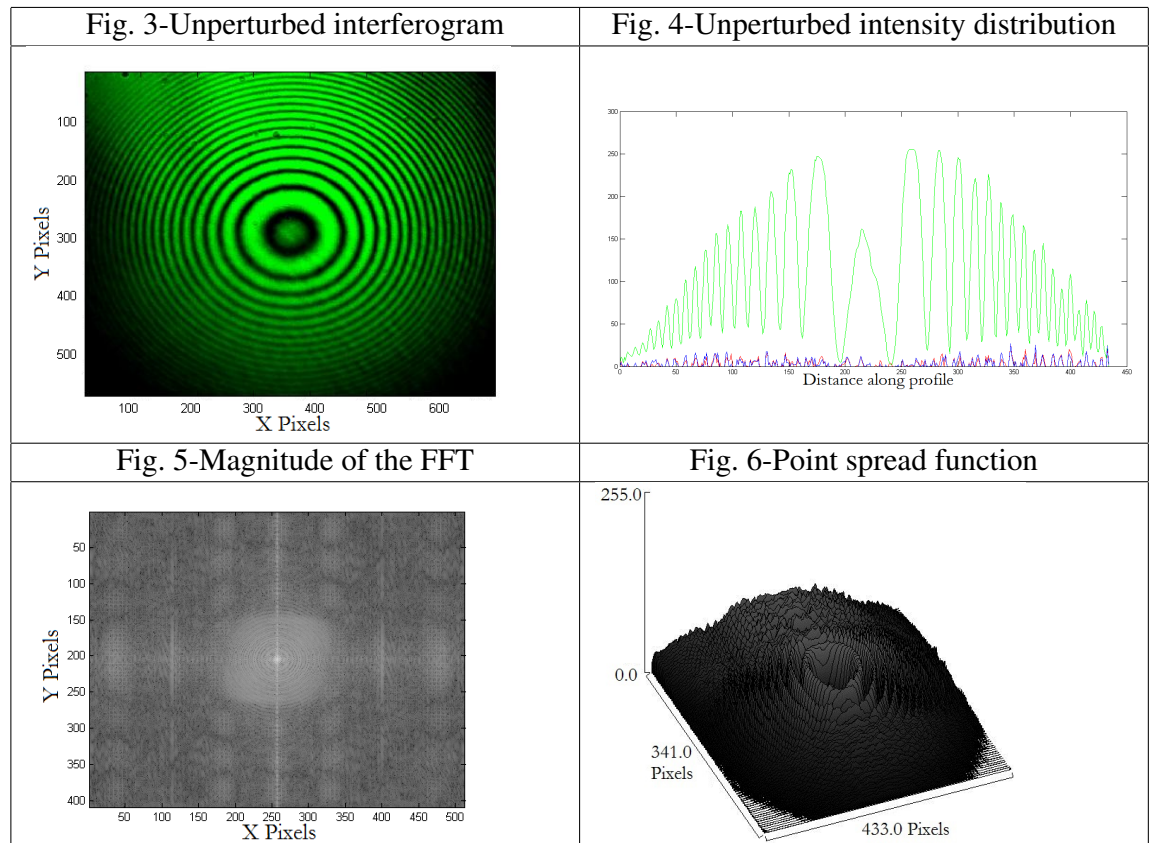 Fig. 3-Unperturbed interferogram
Fig. 4-Unperturbed intensity distribution
100
200
300
400
500
Y Pixels
100 200 300 400 500 600
X Pixels
300
250
200
150
100
50
0
0 50 100 150 200 250 300 350 400 450
Distance along profile
Fig. 5-Magnitude of the FFT
Fig. 6-Point spread function
50
100
150
200
250
300
350
400
Y Pixels
50 100 150 200 250 300 350 400 450 500
X Pixels
255.0
0.0
341.0
Pixels
433.0 Pixels